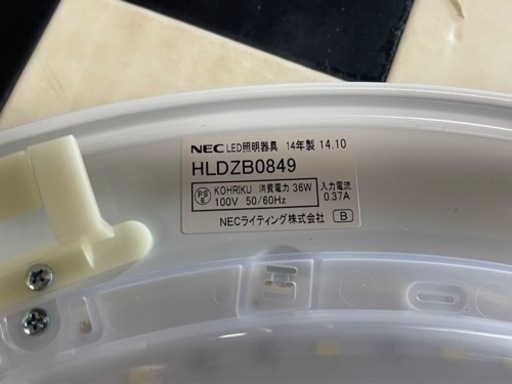 NEC LED照明器具 14年製 14.10
HLDZB0849
PS E KOHRIKU 消費電力 36W 入力電流
100V 50/60Hz 0.37A
NECライティング株式会社 B